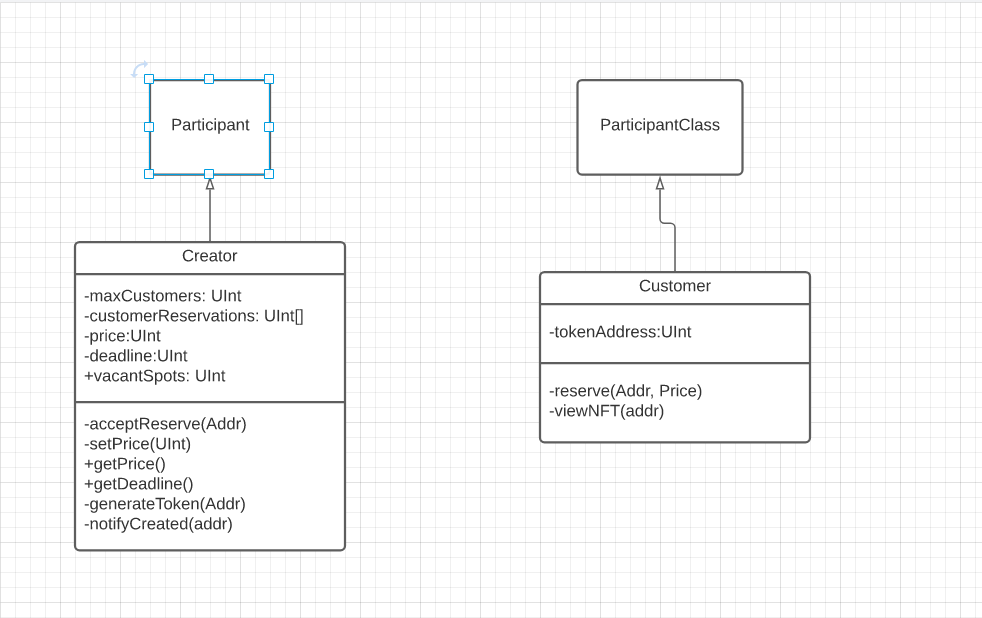 Participant
ParticipantClass
Creator
-maxCustomers: UInt
-customerReservations: UInt[]
-price:UInt
-deadline:UInt
+vacantSpots: UInt
-acceptReserve(Addr)
-setPrice(UInt)
+getPrice()
+getDeadline()
-generateToken(Addr)
-notifyCreated(addr)
Customer
-tokenAddress:UInt
-reserve(Addr, Price)
-viewNFT(addr)